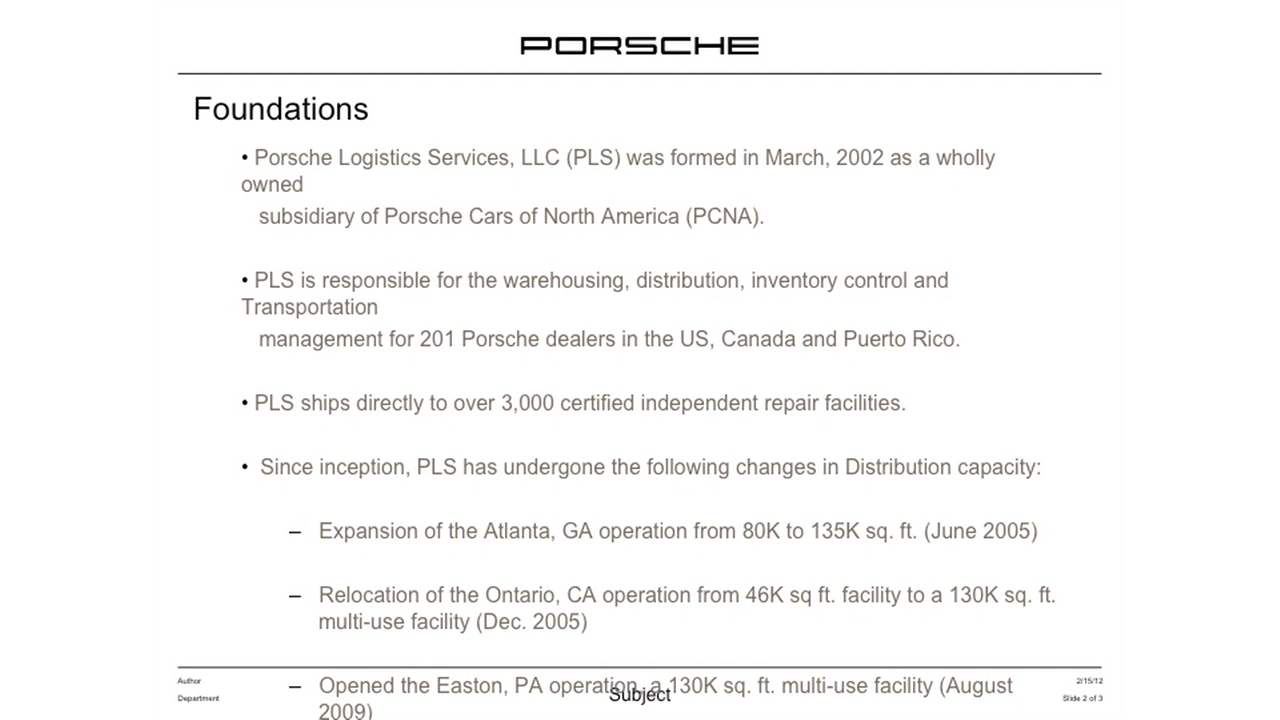 PORSCHE
Foundations
• Porsche Logistics Services, LLC (PLS) was formed in March, 2002 as a wholly
owned
subsidiary of Porsche Cars of North America (PCNA).
• PLS is responsible for the warehousing, distribution, inventory control and
Transportation
management for 201 Porsche dealers in the US, Canada and Puerto Rico.
• PLS ships directly to over 3,000 certified independent repair facilities.
• Since inception, PLS has undergone the following changes in Distribution capacity:
– Expansion of the Atlanta, GA operation from 80K to 135K sq. ft. (June 2005)
– Relocation of the Ontario, CA operation from 46K sq ft. facility to a 130K sq. ft.
multi-use facility (Dec. 2005)
– Opened the Easton, PA operation, a 130K sq. ft. multi-use facility (August
2009)
Author
Department
Subject
2/15/12
Slide 2 of 3